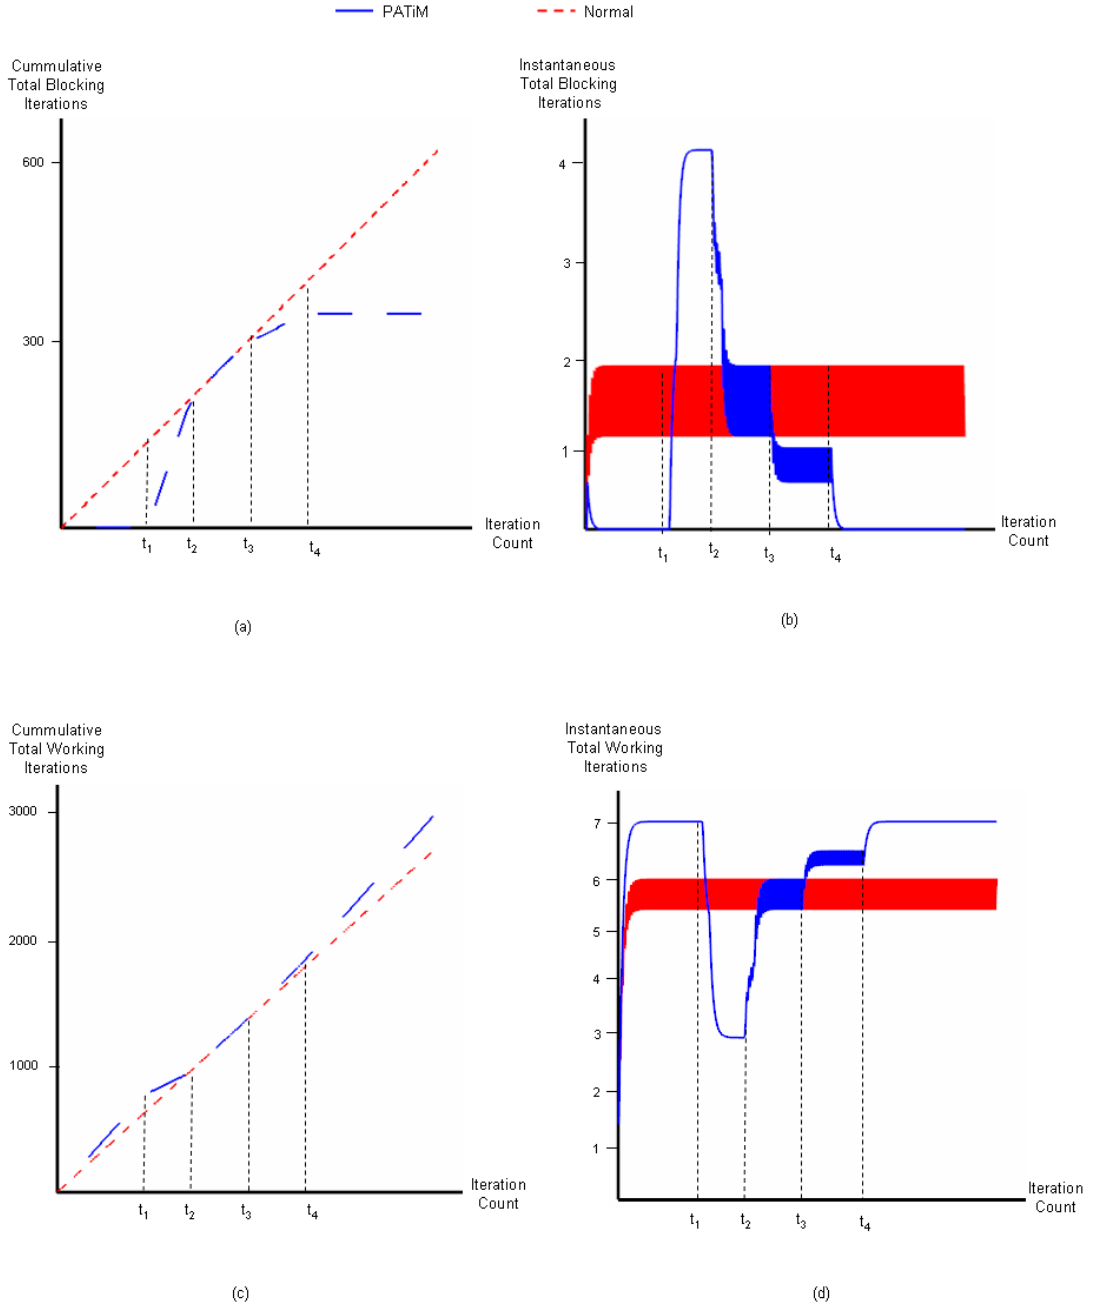 PATiM
Normal
Cummulative
Total Blocking
Iterations
600
300
t1
t2
t3
t4
Iteration
Count
(a)
Instantaneous
Total Blocking
Iterations
4
3
2
1
t1
t2
t3
t4
Iteration
Count
(b)
Cummulative
Total Working
Iterations
3000
2000
1000
t1
t2
t3
t4
Iteration
Count
(c)
Instantaneous
Total Working
Iterations
7
6
5
4
3
2
1
t1
t2
t3
t4
Iteration
Count
(d)